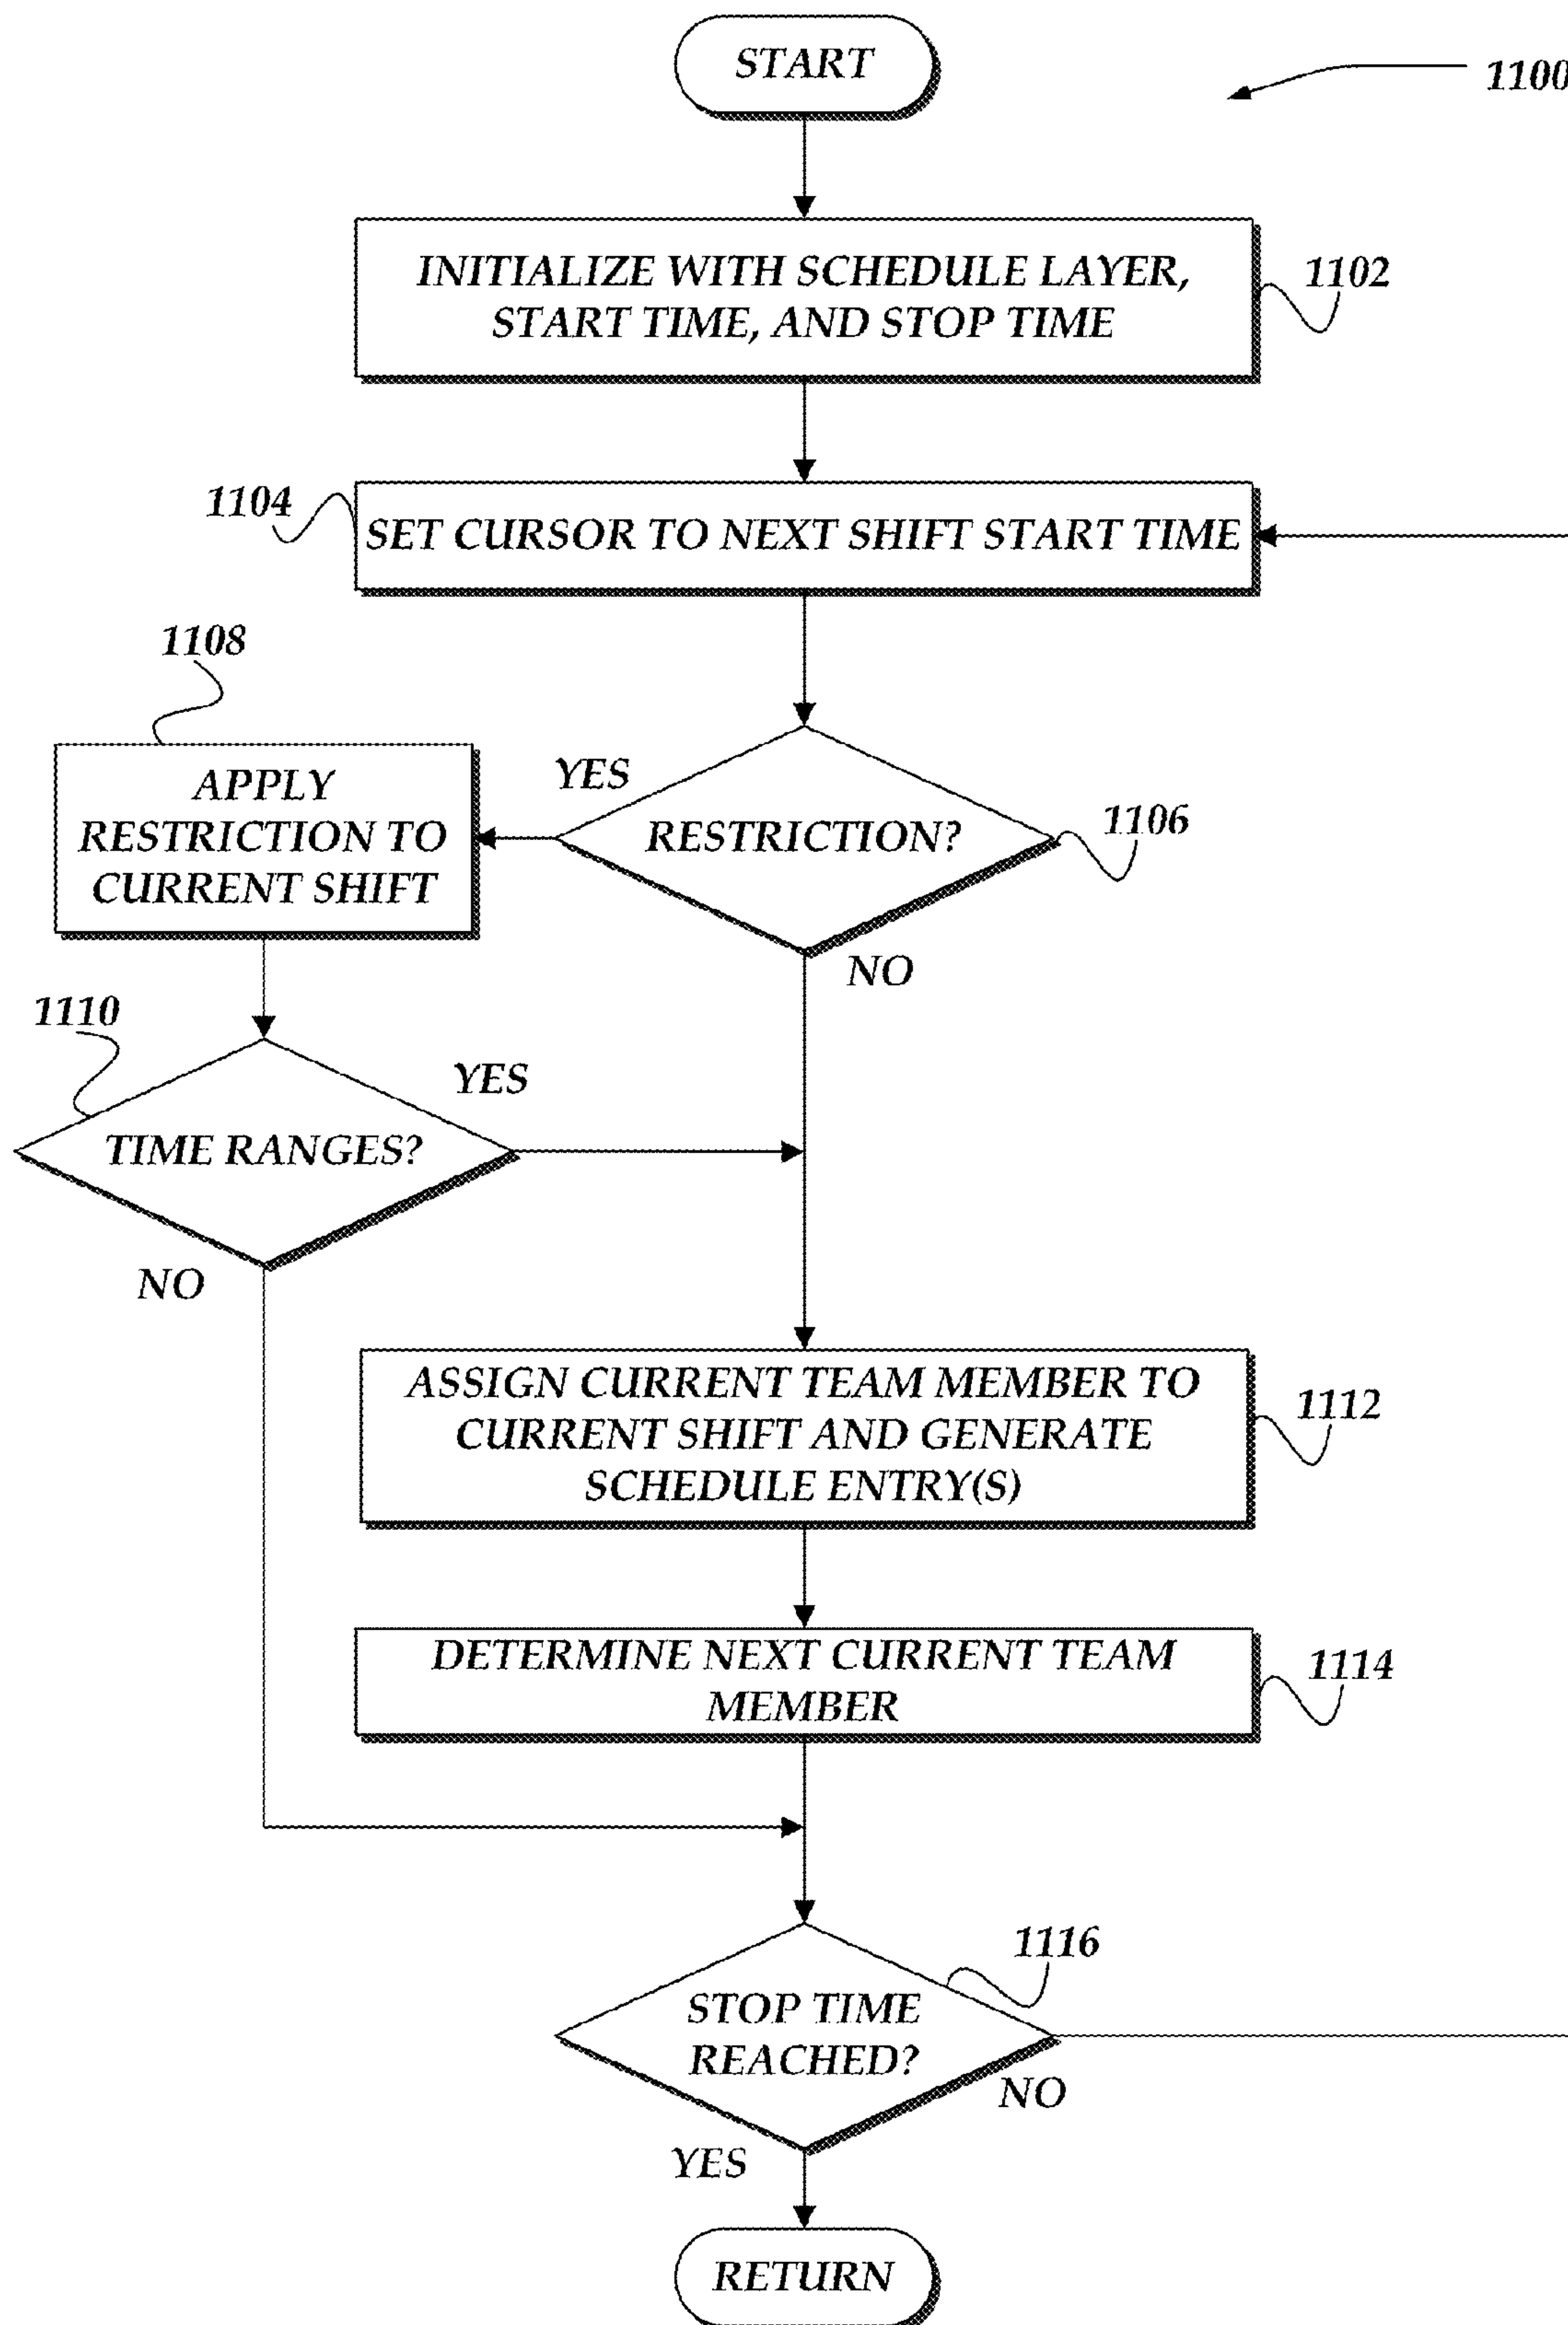 START
1100
INITIALIZE WITH SCHEDULE LAYER,
START TIME, AND STOP TIME
1102
1104
SET CURSOR TO NEXT SHIFT START TIME
1108
APPLY
RESTRICTION TO
CURRENT SHIFT
YES
RESTRICTION?
1106
NO
1110
YES
TIME RANGES?
NO
ASSIGN CURRENT TEAM MEMBER TO
CURRENT SHIFT AND GENERATE
SCHEDULE ENTRY(S)
1112
DETERMINE NEXT CURRENT TEAM
MEMBER
1114
1116
STOP TIME
REACHED?
NO
YES
RETURN